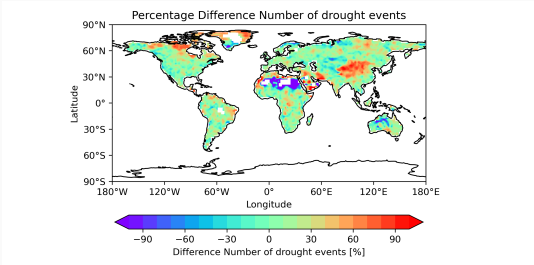 Percentage Difference Number of drought events
90°N
60°N
30°N
0°
30°S
60°S
90°S
Latitude
180°W 120°W 60°W 0° 60°E 120°E 180°E
Longitude
−90 −60 −30 0 30 60 90
Difference Number of drought events [%]